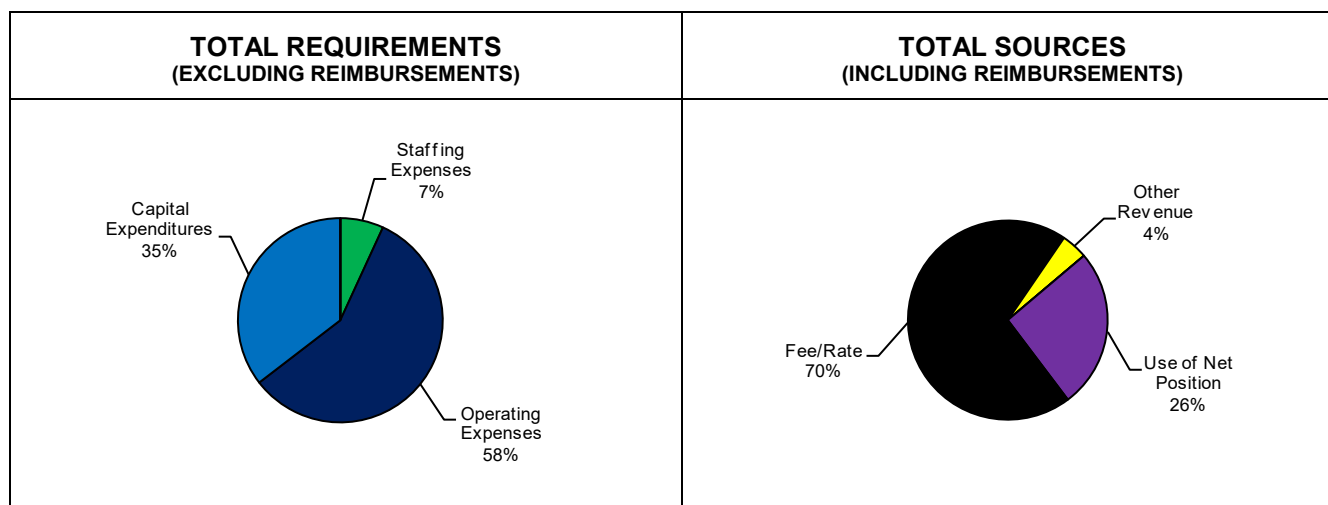 TOTAL REQUIREMENTS
(EXCLUDING REIMBURSEMENTS)
TOTAL SOURCES
(INCLUDING REIMBURSEMENTS)
Staffing
Expenses
7%
Capital
Expenditures
35%
Operating
Expenses
58%
Other
Revenue
4%
Fee/Rate
70%
Use of Net
Position
26%